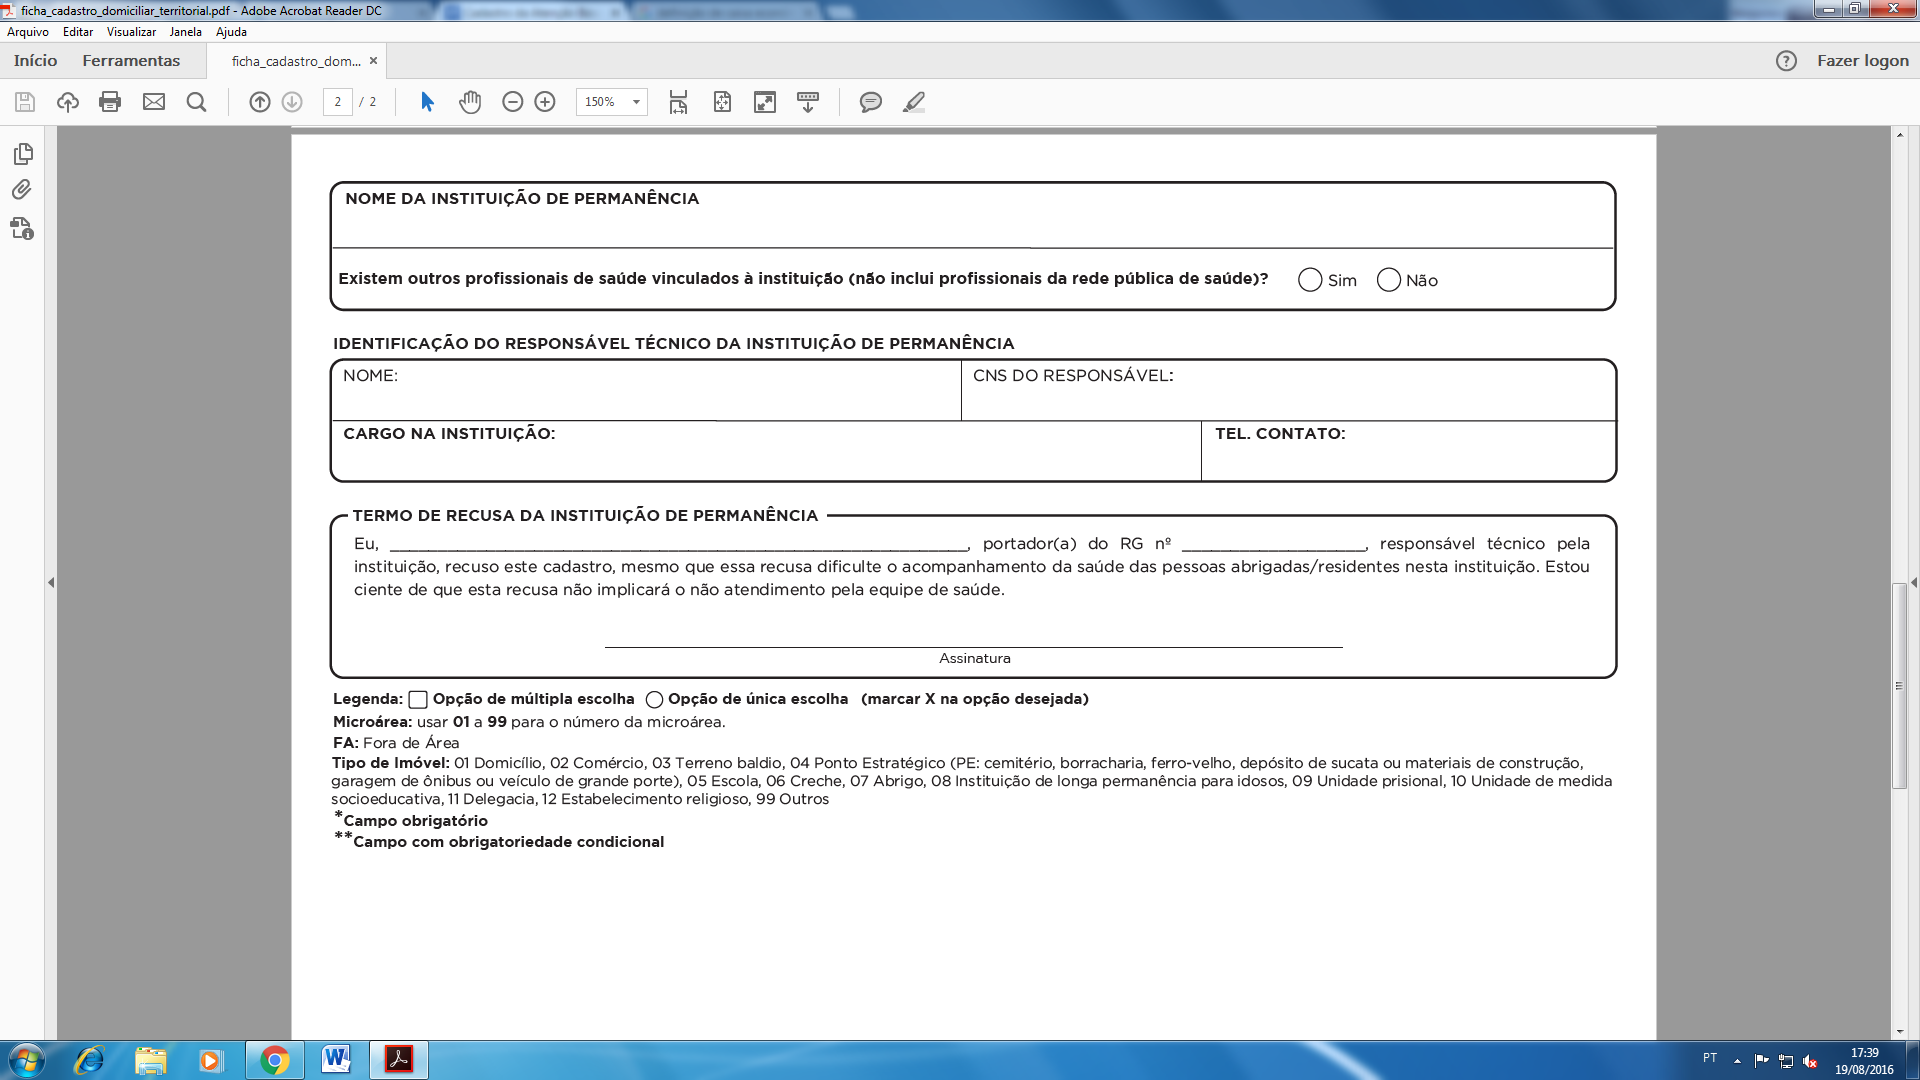 ficha_cadastro_domiciliar_territorial.pdf - Adobe Acrobat Reader DC
Arquivo Editar Visualizar Janela Ajuda
Início Ferramentas ficha_cadastro_dom... × ? Fazer logon
2 / 2 150%
NOME DA INSTITUIÇÃO DE PERMANÊNCIA
Existem outros profissionais de saúde vinculados à instituição (não inclui profissionais da rede pública de saúde)? Sim Não
IDENTIFICAÇÃO DO RESPONSÁVEL TÉCNICO DA INSTITUIÇÃO DE PERMANÊNCIA
NOME: CNS DO RESPONSÁVEL:
CARGO NA INSTITUIÇÃO: TEL. CONTATO:
TERMO DE RECUSA DA INSTITUIÇÃO DE PERMANÊNCIA
Eu, ____________________________________________________________, portador(a) do RG nº ___________________, responsável técnico pela
instituição, recuso este cadastro, mesmo que essa recusa dificulte o acompanhamento da saúde das pessoas abrigadas/residentes nesta instituição. Estou
ciente de que esta recusa não implicará o não atendimento pela equipe de saúde.
Assinatura
Legenda: Opção de múltipla escolha Opção de única escolha (marcar X na opção desejada)
Microárea: usar 01 a 99 para o número da microárea.
FA: Fora de Área
Tipo de Imóvel: 01 Domicílio, 02 Comércio, 03 Terreno baldio, 04 Ponto Estratégico (PE: cemitério, borracharia, ferro-velho, depósito de sucata ou materiais de construção,
garagem de ônibus ou veículo de grande porte), 05 Escola, 06 Creche, 07 Abrigo, 08 Instituição de longa permanência para idosos, 09 Unidade prisional, 10 Unidade de medida
socioeducativa, 11 Delegacia, 12 Estabelecimento religioso, 99 Outros
*Campo obrigatório
**Campo com obrigatoriedade condicional
PT 17:39
19/08/2016